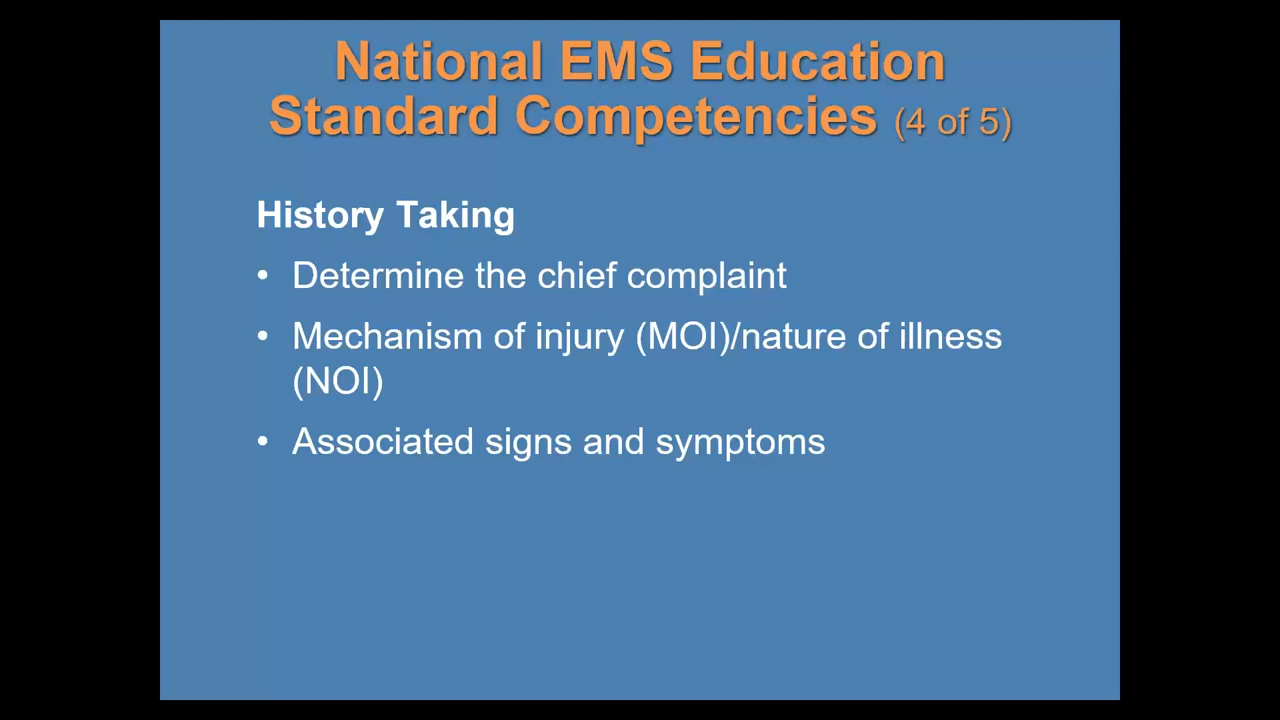 National EMS Education
Standard Competencies (4 of 5)
History Taking
• Determine the chief complaint
• Mechanism of injury (MOI)/nature of illness
(NOI)
• Associated signs and symptoms